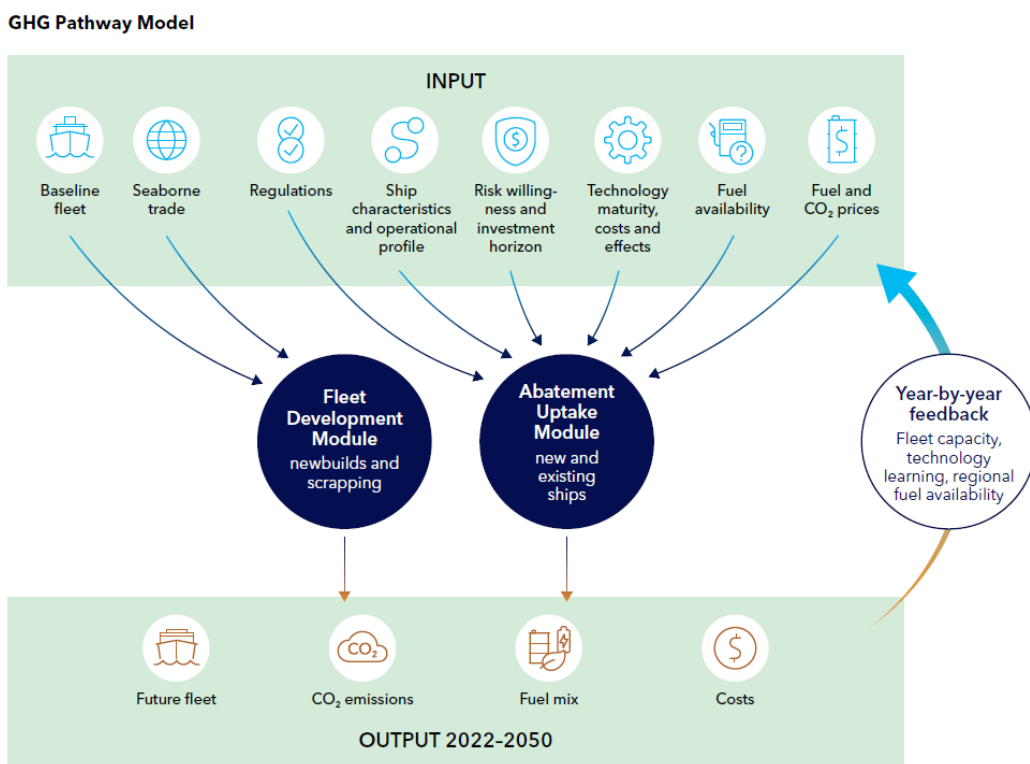 GHG Pathway Model
INPUT
Baseline
fleet
Seaborne
trade
Regulations
Ship
characteristics
and operational
profile
Risk willing-
ness and
investment
horizon
Technology
maturity,
costs and
effects
Fuel
availability
Fuel and
CO₂ prices
Fleet
Development
Module
newbuilds and
scrapping
Abatement
Uptake
Module
new and
existing
ships
Year-by-year
feedback
Fleet capacity,
technology
learning, regional
fuel availability
CO₂
Future fleet
CO₂ emissions
Fuel mix
Costs
OUTPUT 2022–2050